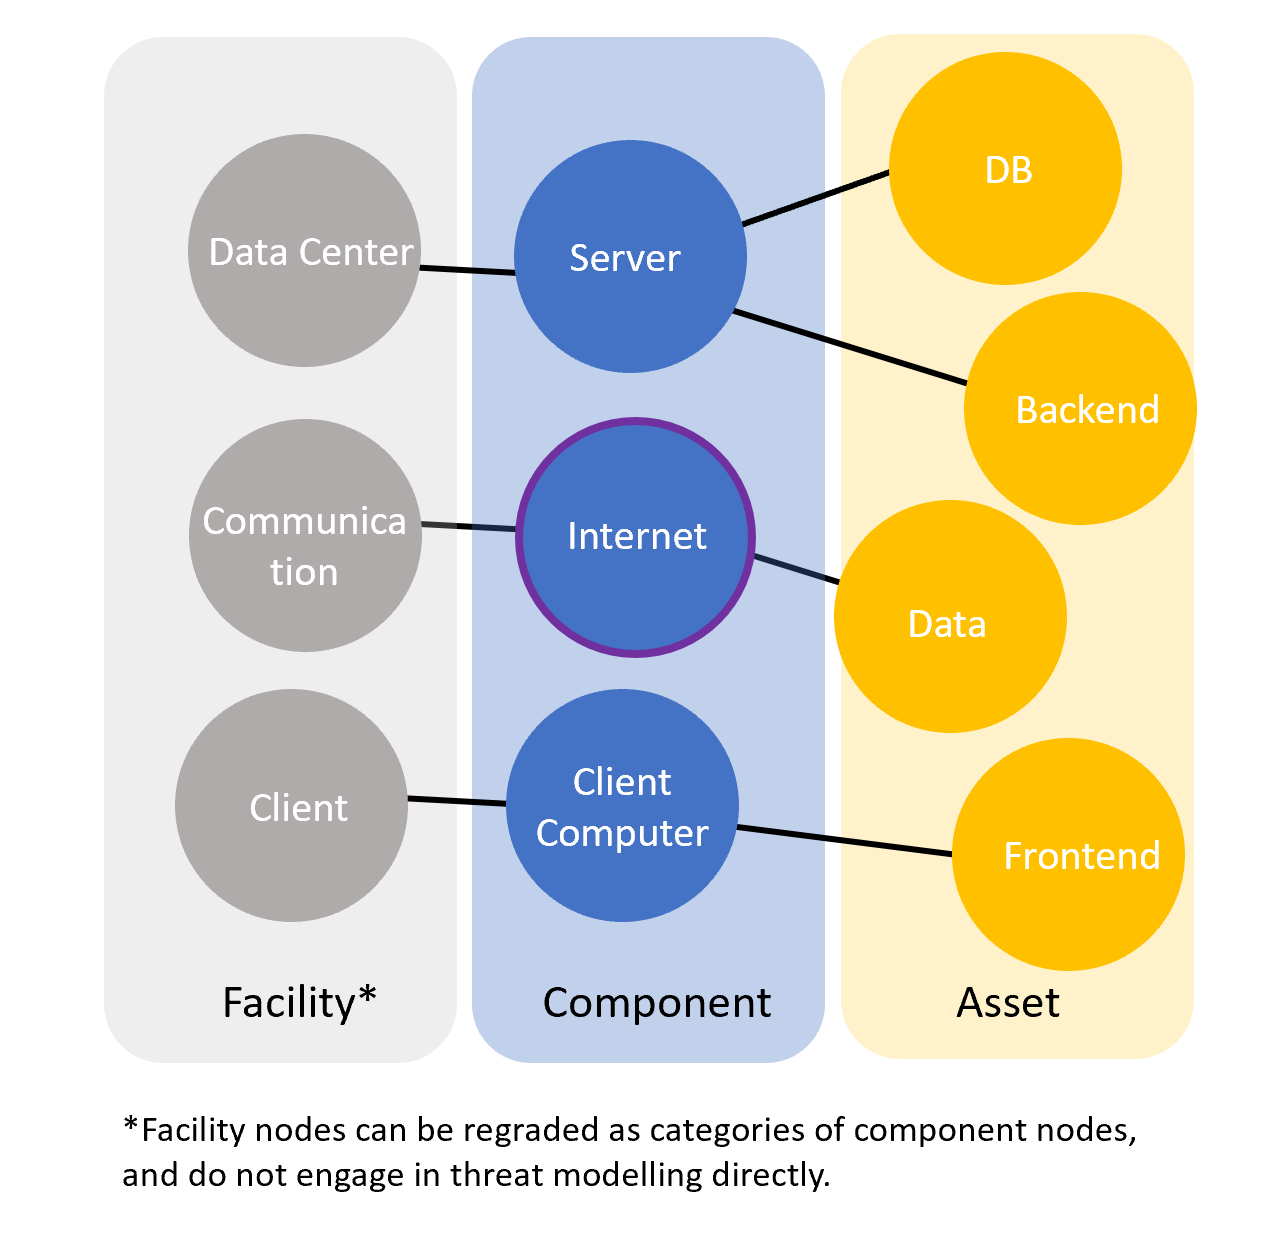 Data Center
Server
DB
Backend
Communica
tion
Internet
Data
Client
Client
Computer
Frontend
Facility*
Component
Asset
*Facility nodes can be regraded as categories of component nodes,
and do not engage in threat modelling directly.